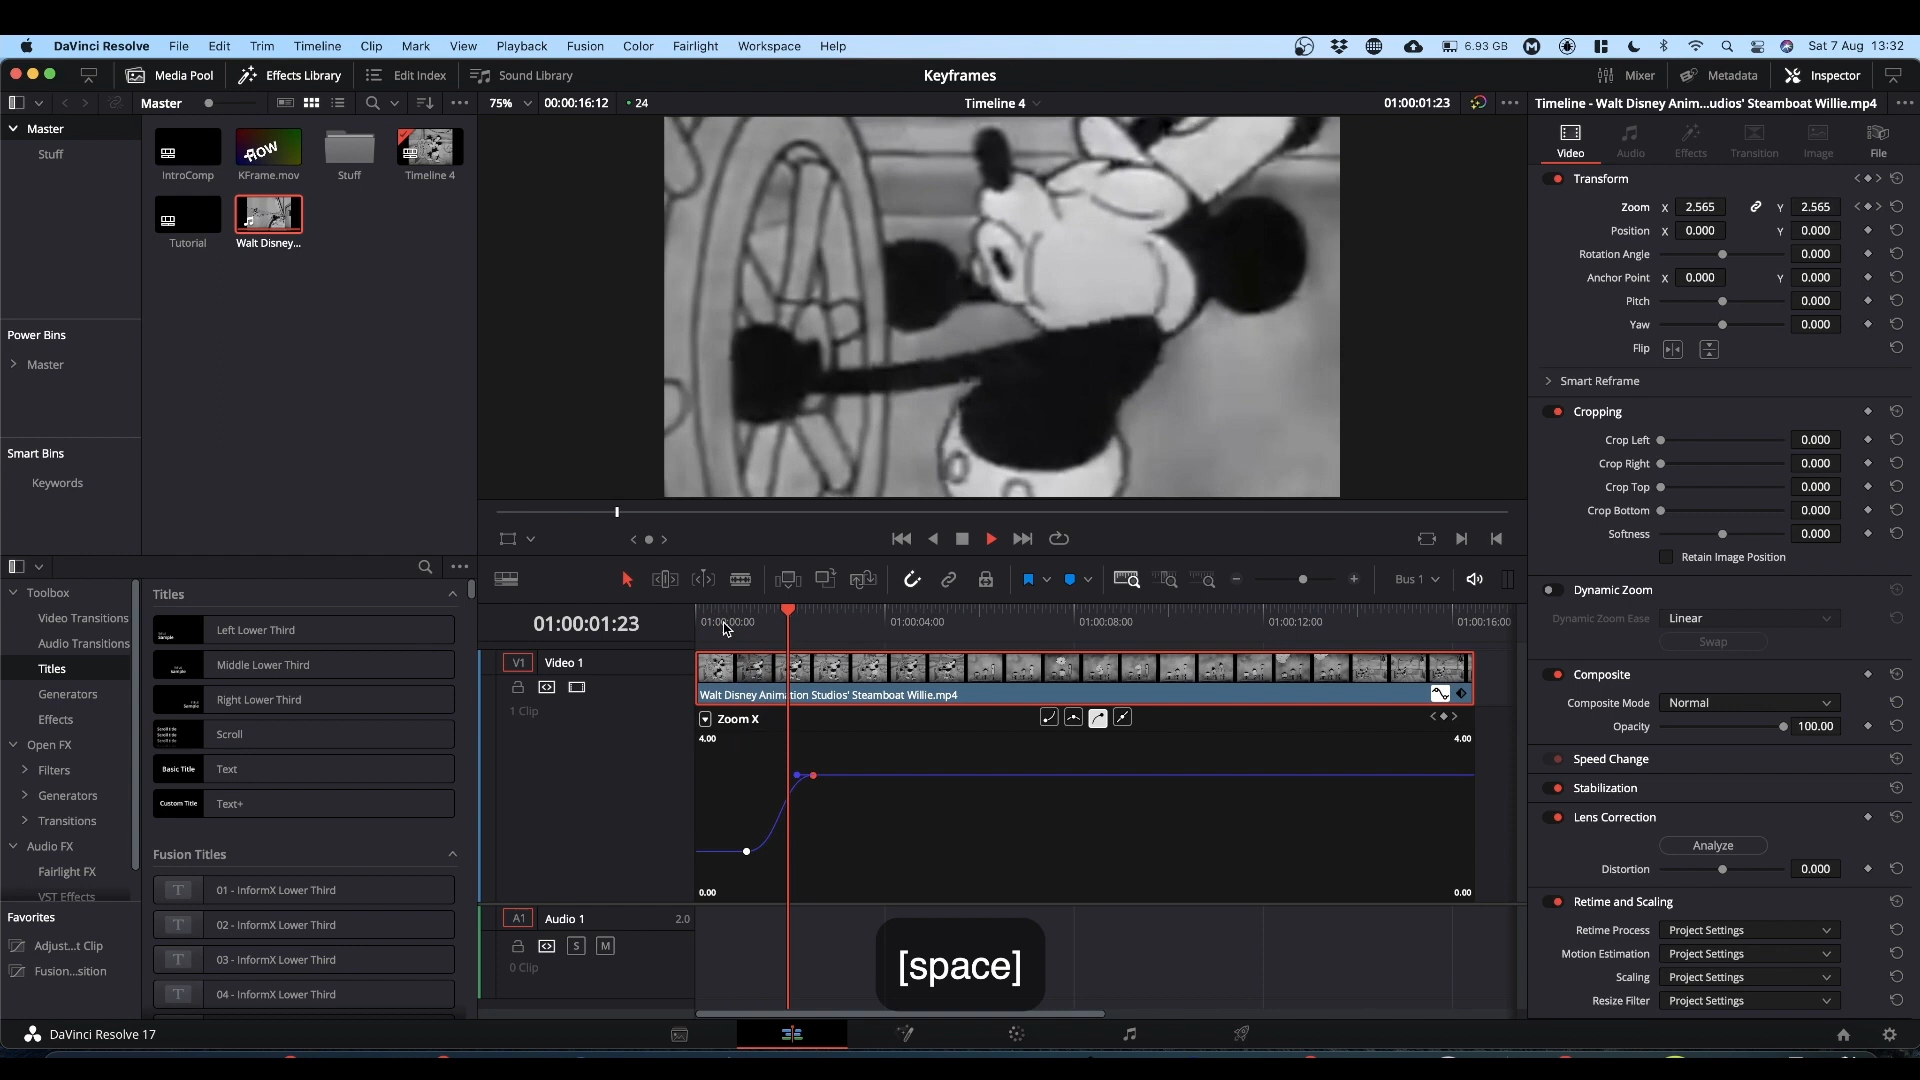 DaVinci Resolve File Edit Trim Timeline Clip Mark View Playback Fusion Color Fairlight Workspace Help 6.93 GB Sat 7 Aug 13:32
Media Pool Effects Library Edit Index Sound Library Keyframes Mixer Metadata Inspector
Master 75% 00:00:16:12 24 Timeline 4 01:00:01:23 Timeline - Walt Disney Anim...udios' Steamboat Willie.mp4
Master
Stuff
IntroComp KFrame.mov Stuff Timeline 4
Tutorial Walt Disney...
Power Bins
Master
Smart Bins
Keywords
Video Audio Effects Transition Image File
Transform
Zoom X 2.565 Y 2.565
Position X 0.000 Y 0.000
Rotation Angle 0.000
Anchor Point X 0.000 Y 0.000
Pitch 0.000
Yaw 0.000
Flip
Smart Reframe
Cropping
Crop Left 0.000
Crop Right 0.000
Crop Top 0.000
Crop Bottom 0.000
Softness 0.000
Retain Image Position
Dynamic Zoom
Dynamic Zoom Ease Linear
Swap
Composite
Composite Mode Normal
Opacity 100.00
Speed Change
Stabilization
Lens Correction
Analyze
Distortion 0.000
Retime and Scaling
Retime Process Project Settings
Motion Estimation Project Settings
Scaling Project Settings
Resize Filter Project Settings
Toolbox
Video Transitions
Audio Transitions
Titles
Generators
Effects
Open FX
Filters
Generators
Transitions
Audio FX
Fairlight FX
VST Effects
Favorites
Adjust...t Clip
Fusion...sition
Titles
Left Lower Third
Middle Lower Third
Right Lower Third
Scroll
Basic Title Text
Custom Title Text+
Fusion Titles
T 01 - InformX Lower Third
T 02 - InformX Lower Third
T 03 - InformX Lower Third
T 04 - InformX Lower Third
Bus 1
01:00:01:23 01:00:00:00 01:00:04:00 01:00:08:00 01:00:12:00 01:00:16:00
V1 Video 1
1 Clip
Walt Disney Animation Studios' Steamboat Willie.mp4
Zoom X
4.00 4.00
0.00 0.00
A1 Audio 1 2.0
S M
0 Clip
[space]
DaVinci Resolve 17